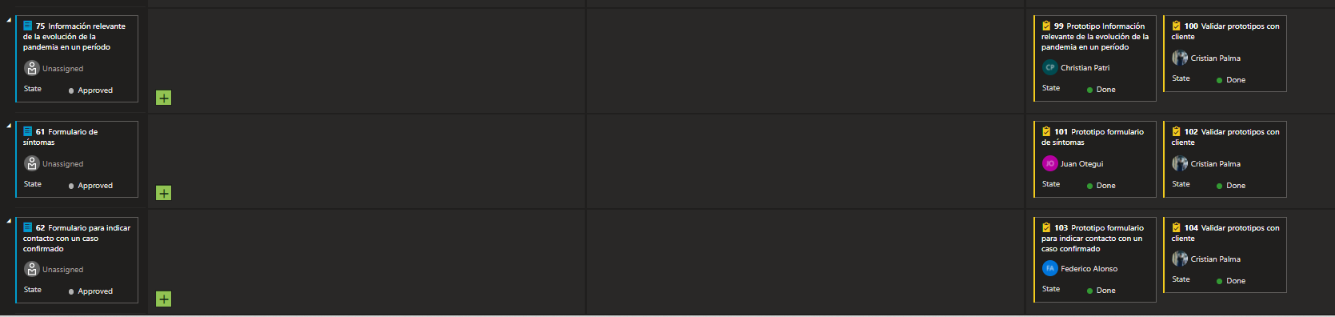 75 Información relevante
de la evolución de la
pandemia en un período
Unassigned
State Approved
99 Prototipo Información
relevante de la evolución de la
pandemia en un período
CP Christian Patri
State Done
100 Validar prototipos con
cliente
Cristian Palma
State Done
61 Formulario de
síntomas
Unassigned
State Approved
101 Prototipo formulario
de síntomas
JO Juan Otegui
State Done
102 Validar prototipos con
cliente
Cristian Palma
State Done
62 Formulario para indicar
contacto con un caso
confirmado
Unassigned
State Approved
103 Prototipo formulario
para indicar contacto con un
caso confirmado
FA Federico Alonso
State Done
104 Validar prototipos con
cliente
Cristian Palma
State Done